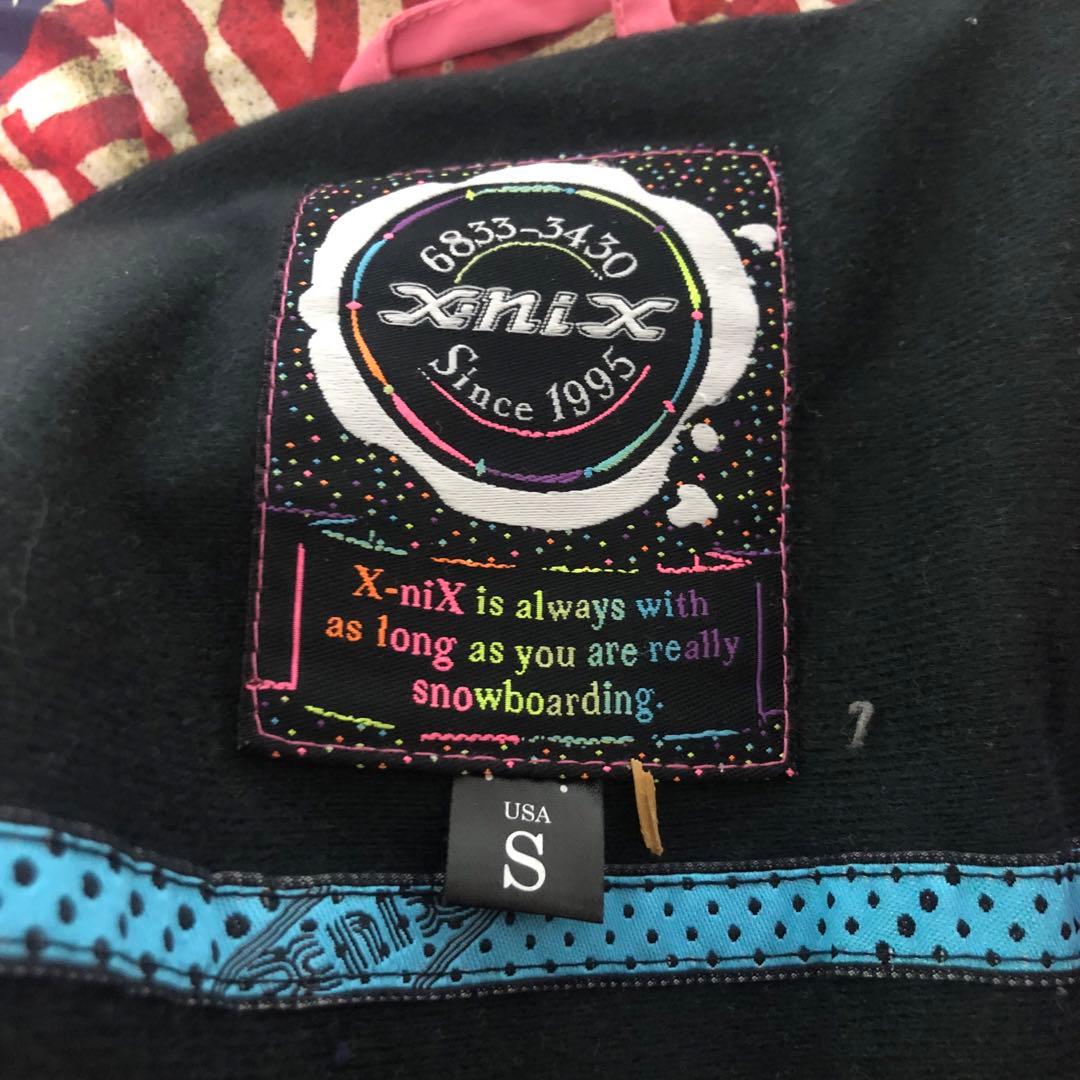 6833-3430
X-niX
Since 1995
X-niX is always with
as long as you are really
snowboarding.
USA
S